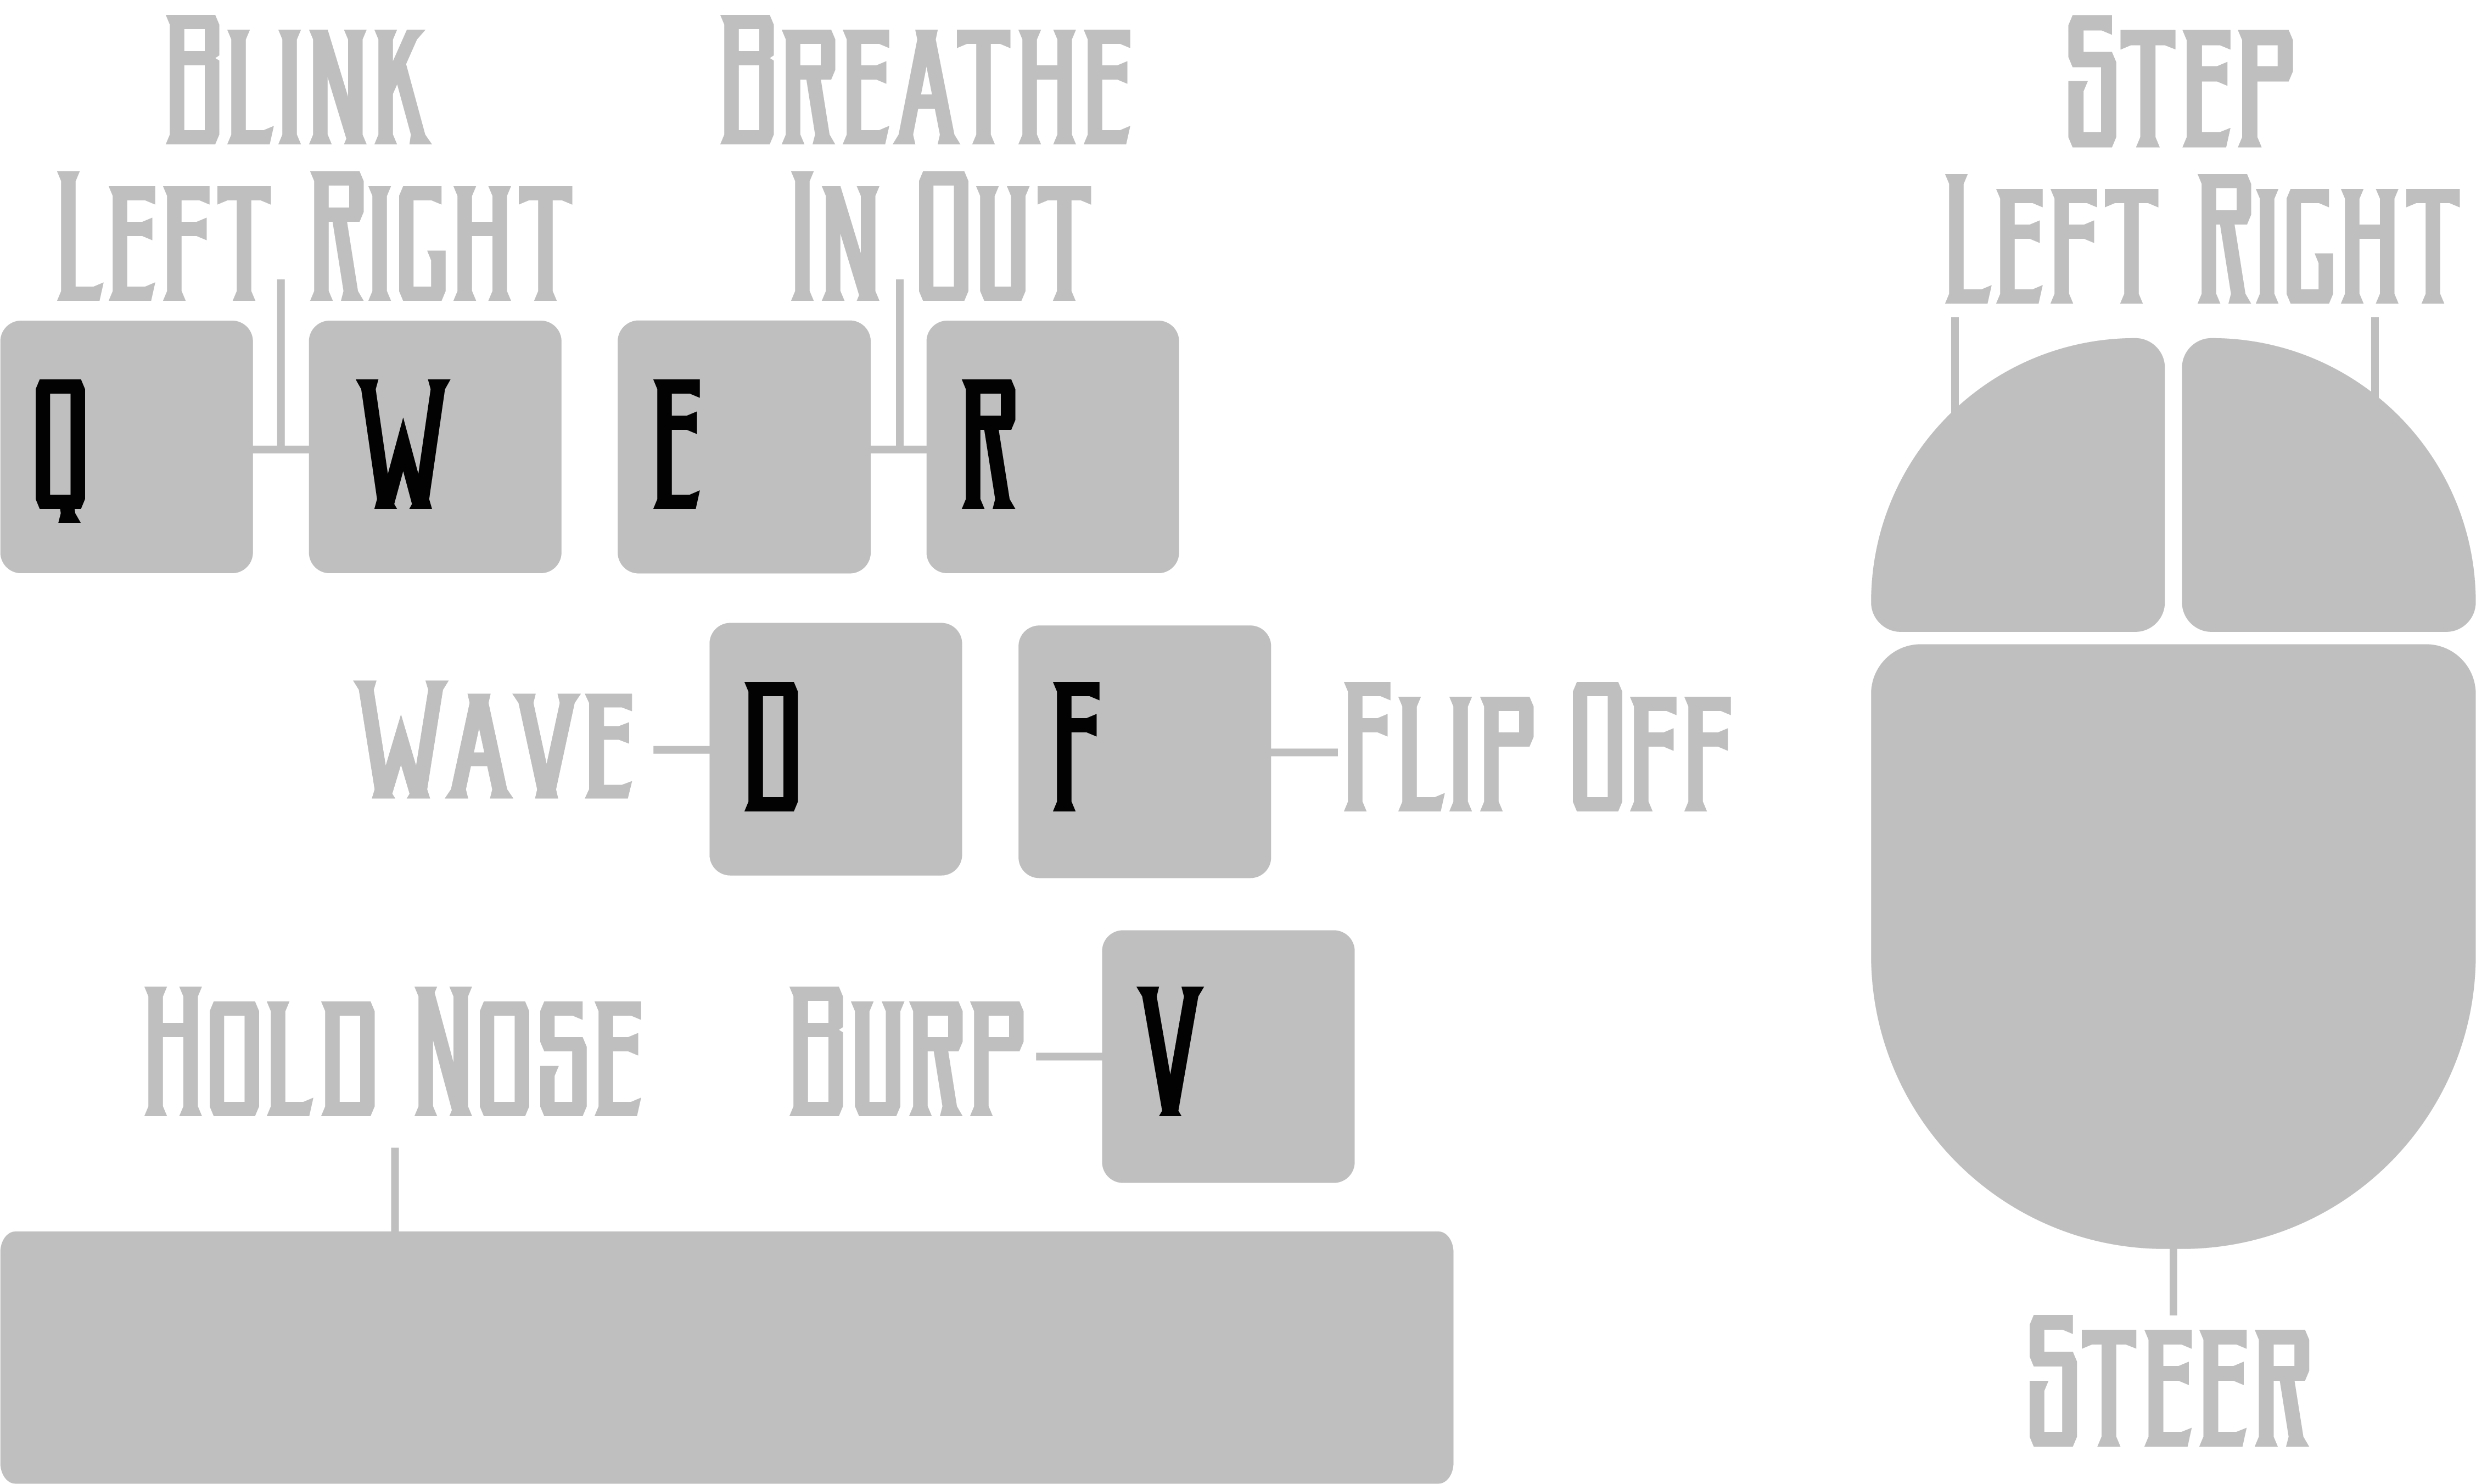 Blink
Left Right
Breathe
In Out
Step
Left Right
Q
W
E
R
Wave
D
F
Flip Off
Hold Nose
Burp
V
Steer